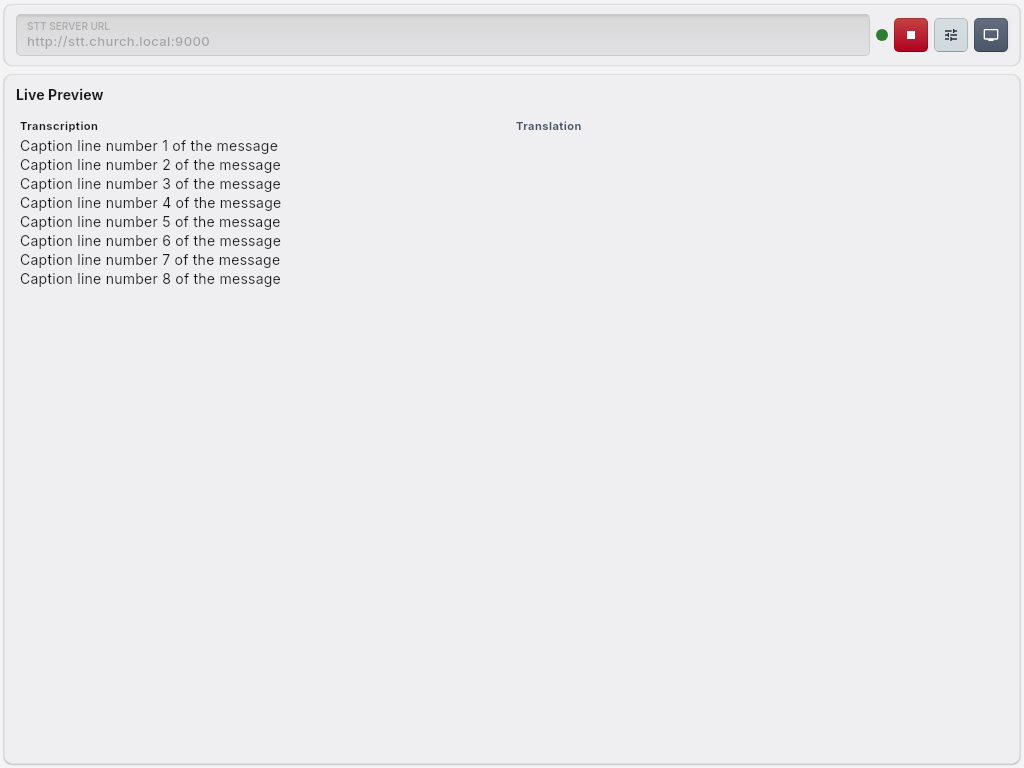 STT SERVER URL
http://stt.church.local:9000
Live Preview
Transcription
Caption line number 1 of the message
Caption line number 2 of the message
Caption line number 3 of the message
Caption line number 4 of the message
Caption line number 5 of the message
Caption line number 6 of the message
Caption line number 7 of the message
Caption line number 8 of the message
Translation